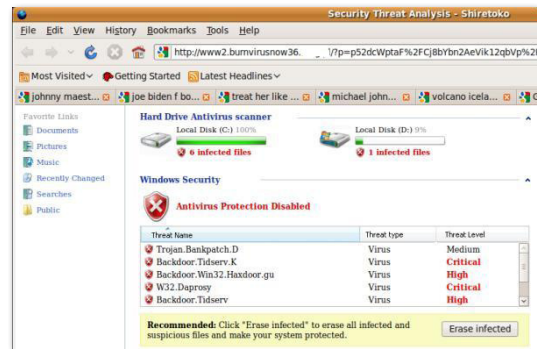 Security Threat Analysis - Shiretoko
File Edit View History Bookmarks Tools Help
http://www2.burnvirusnow36. /?p=p52dcWptaF%2FCj8bYbn2AeVik12qbVp%2
Most Visited Getting Started Latest Headlines
johnny maest... joe biden f bo... treat her like ... michael john... volcano icela...
Favorite Links
Documents
Pictures
Music
Recently Changed
Searches
Public
Hard Drive Antivirus scanner
Local Disk (C:) 100% Local Disk (D:) 9%
6 infected files 1 infected files
Windows Security
Antivirus Protection Disabled
Threat Name Threat type Threat Level
Trojan.Bankpatch.D Virus Medium
Backdoor.Tidserv.K Virus Critical
Backdoor.Win32.Haxdoor.gu Virus High
W32.Daprosy Virus Critical
Backdoor.Tidserv Virus High
Recommended: Click "Erase infected" to erase all infected and
suspicious files and make your system protected.
Erase infected